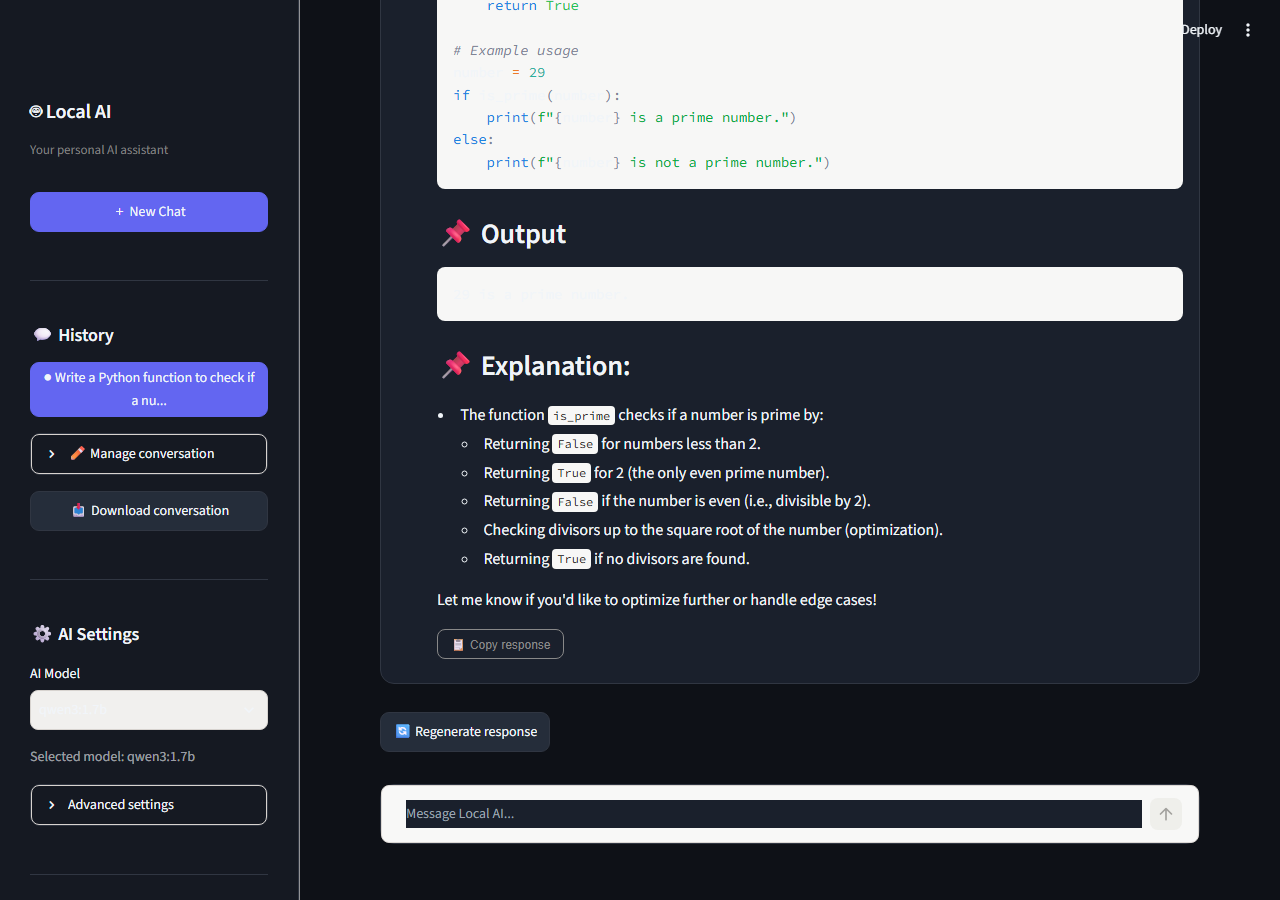 Deploy
Local AI
Your personal AI assistant
+ New Chat
History
Write a Python function to check if
a nu...
Manage conversation
Download conversation
AI Settings
AI Model
Selected model: qwen3:1.7b
Advanced settings
return True
# Example usage
= 29
if ( ):
print(f"{ } is a prime number.")
else:
print(f"{ } is not a prime number.")
Output
Explanation:
• The function is_prime checks if a number is prime by:
◦ Returning False for numbers less than 2.
◦ Returning True for 2 (the only even prime number).
◦ Returning False if the number is even (i.e., divisible by 2).
◦ Checking divisors up to the square root of the number (optimization).
◦ Returning True if no divisors are found.
Let me know if you'd like to optimize further or handle edge cases!
Copy response
Regenerate response
Message Local AI...